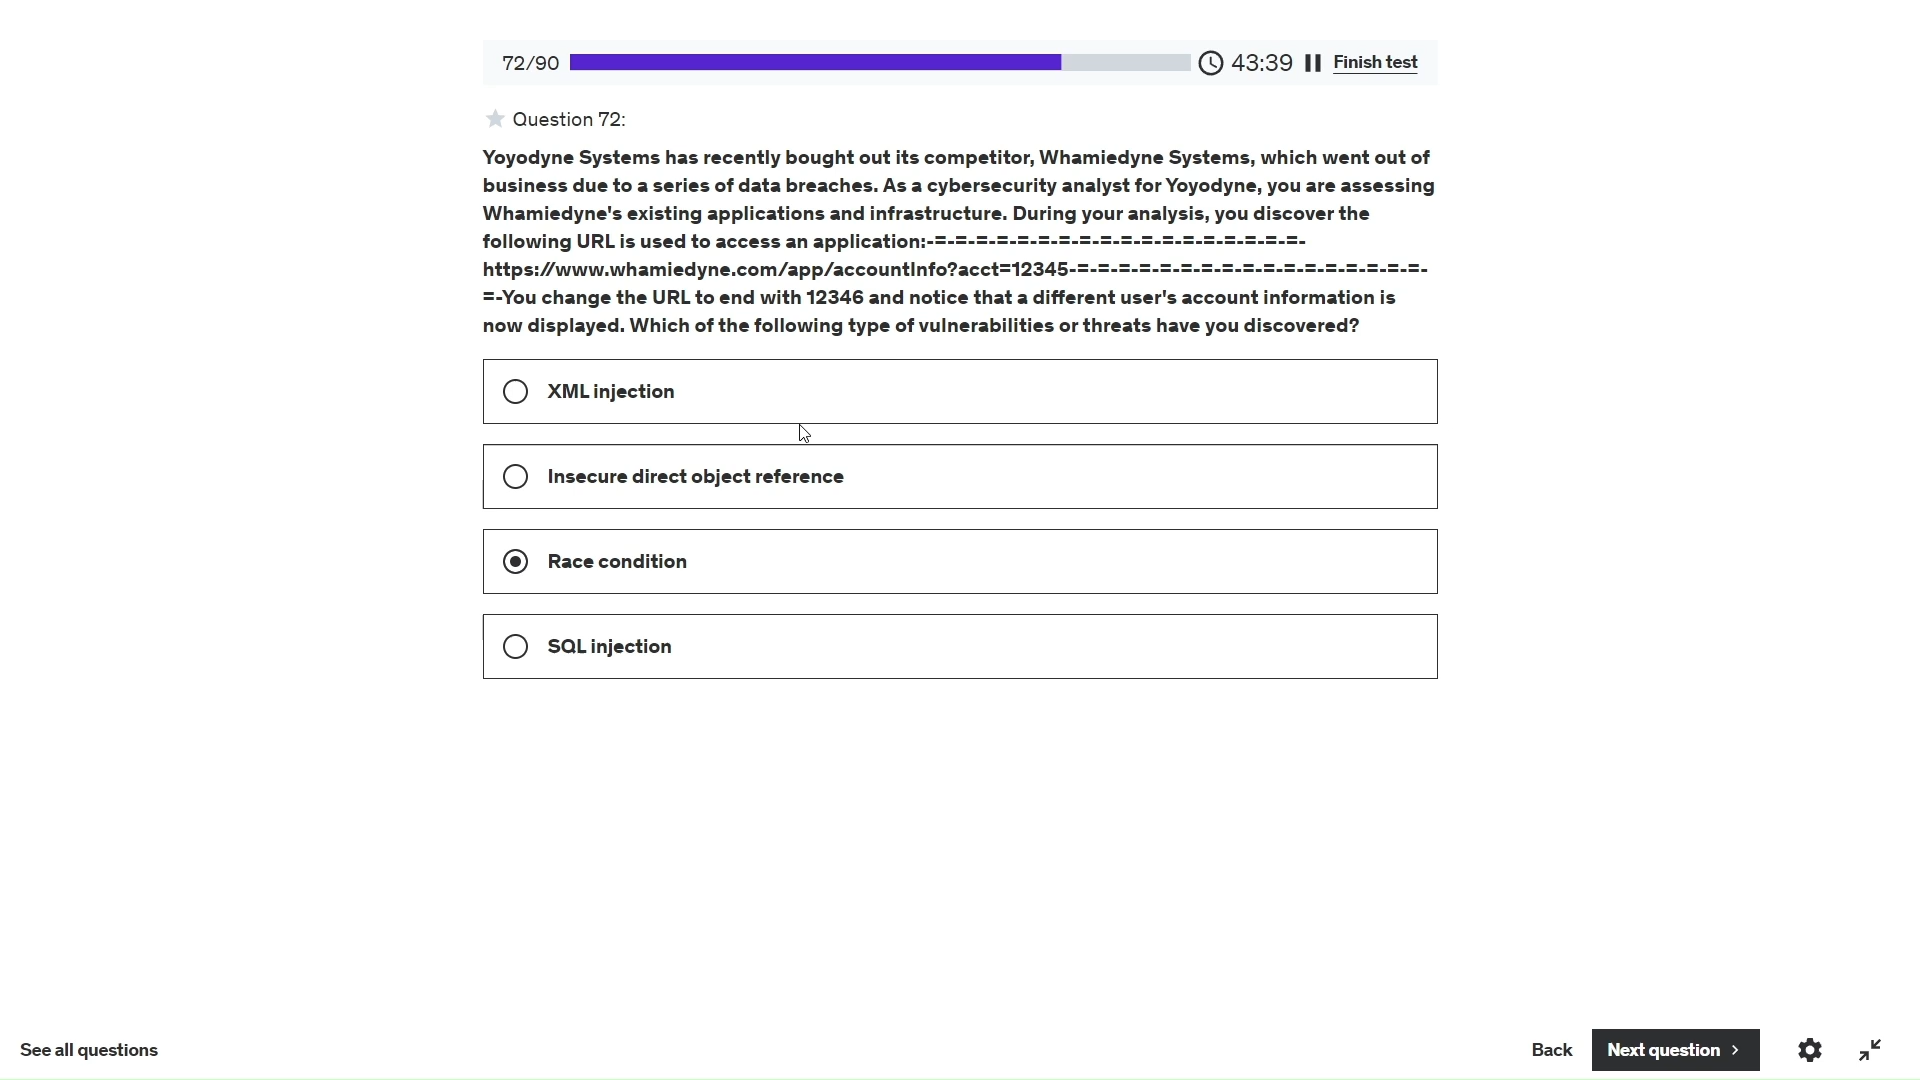 72/90
43:39
Finish test
Question 72:
Yoyodyne Systems has recently bought out its competitor, Whamiedyne Systems, which went out of
business due to a series of data breaches. As a cybersecurity analyst for Yoyodyne, you are assessing
Whamiedyne's existing applications and infrastructure. During your analysis, you discover the
following URL is used to access an application:-=-=-=-=-=-=-=-=-=-=-=-=-=-=-=-=-=-=-
https://www.whamiedyne.com/app/accountInfo?acct=12345-=-=-=-=-=-=-=-=-=-=-=-=-=-=-=-=-=-
=-You change the URL to end with 12346 and notice that a different user's account information is
now displayed. Which of the following type of vulnerabilities or threats have you discovered?
XML injection
Insecure direct object reference
Race condition
SQL injection
See all questions
Back
Next question